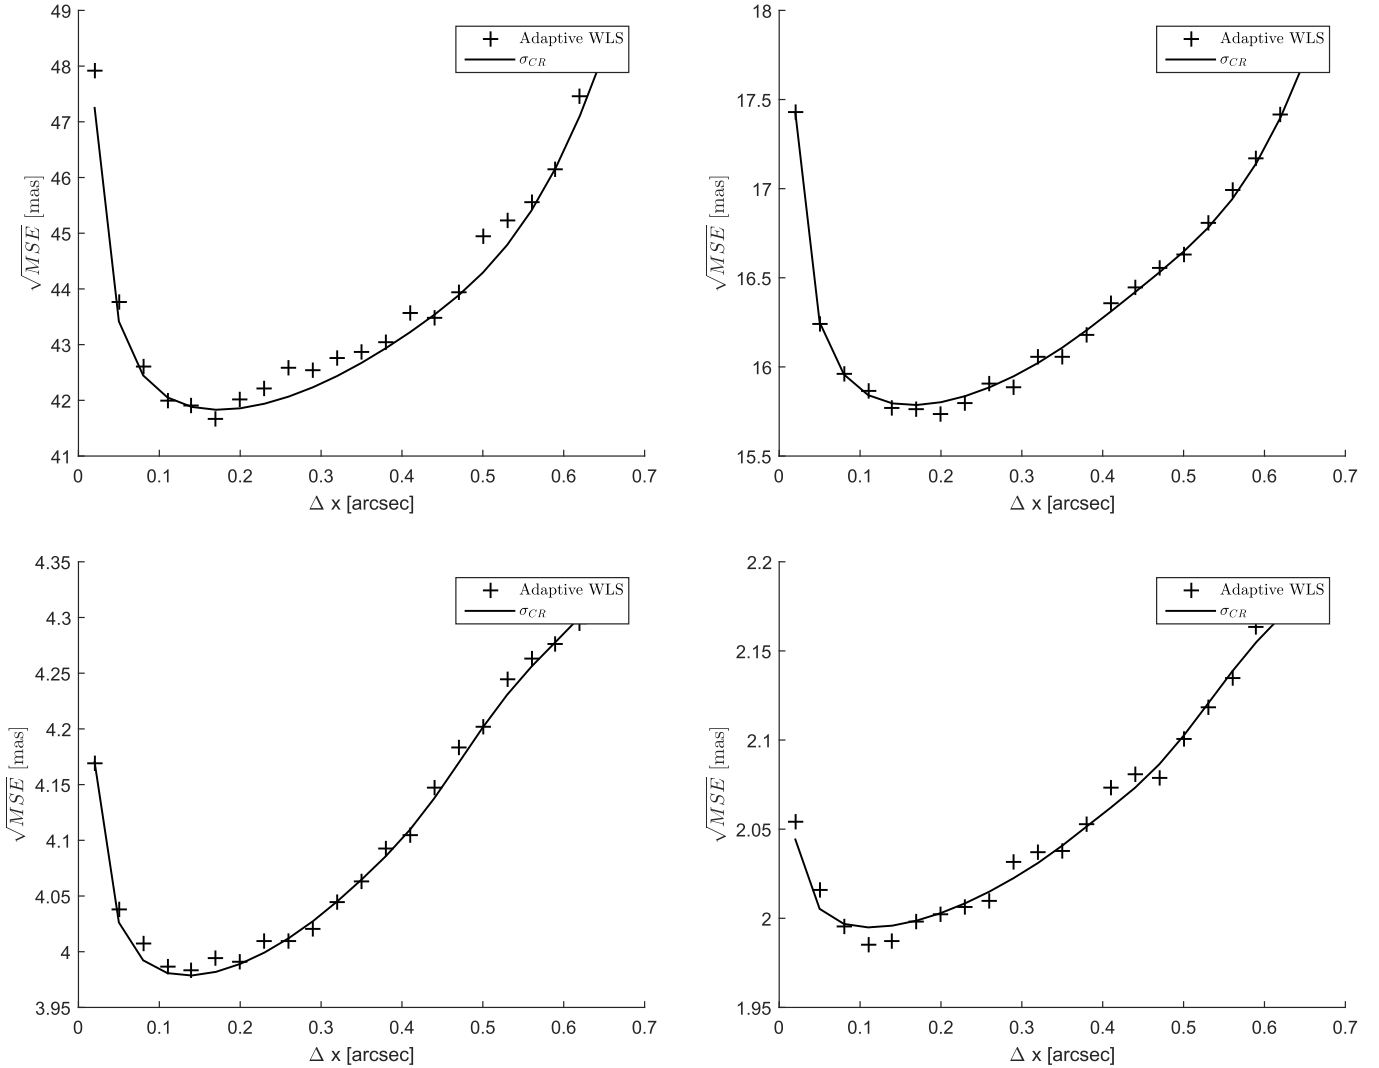 49
48
47
46
45
44
43
42
41
0 0.1 0.2 0.3 0.4 0.5 0.6 0.7
Δ x [arcsec]
√MSE [mas]
Adaptive WLS
σCR
18
17.5
17
16.5
16
15.5
0 0.1 0.2 0.3 0.4 0.5 0.6 0.7
Δ x [arcsec]
√MSE [mas]
Adaptive WLS
σCR
4.35
4.3
4.25
4.2
4.15
4.1
4.05
4
3.95
0 0.1 0.2 0.3 0.4 0.5 0.6 0.7
Δ x [arcsec]
√MSE [mas]
Adaptive WLS
σCR
2.2
2.15
2.1
2.05
2
1.95
0 0.1 0.2 0.3 0.4 0.5 0.6 0.7
Δ x [arcsec]
√MSE [mas]
Adaptive WLS
σCR